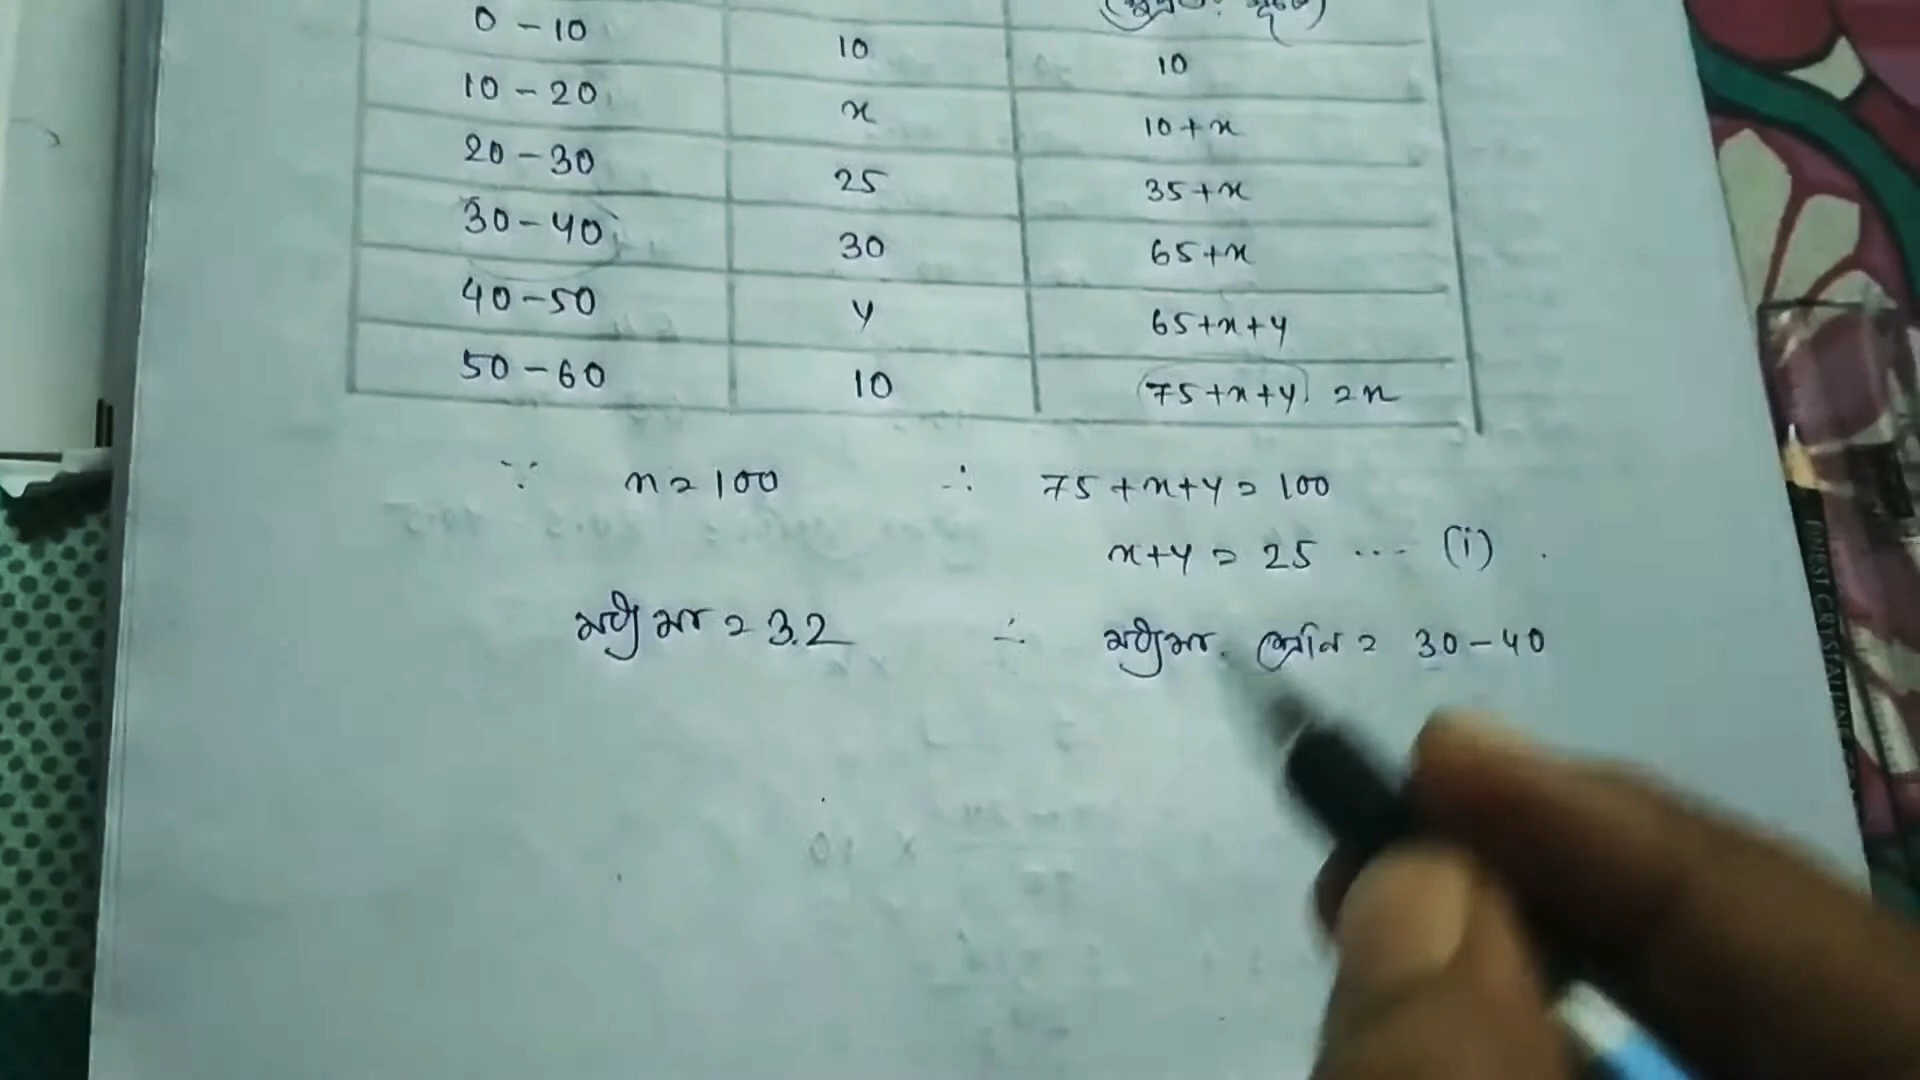 0 - 10 10 10
10 - 20 x 10+x
20 - 30 25 35+x
30 - 40 30 65+x
40 - 50 y 65+x+y
50 - 60 10 75+x+y = n
∵ n = 100 ∴ 75+x+y = 100
x+y = 25 ... (i)
মধ্যমা = 32 ∴ মধ্যমা শ্রেণি = 30-40